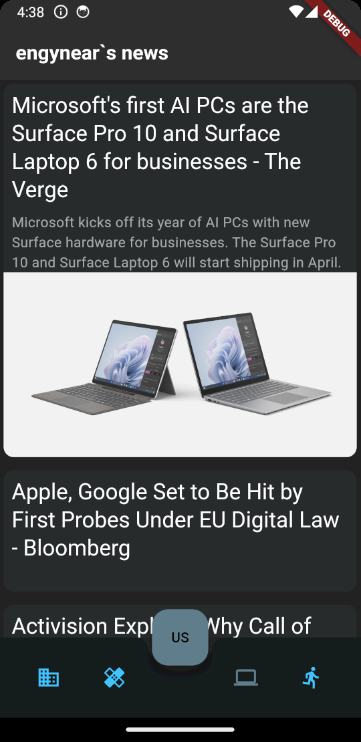 4:38
DEBUG
engynear`s news
Microsoft's first AI PCs are the
Surface Pro 10 and Surface
Laptop 6 for businesses - The
Verge
Microsoft kicks off its year of AI PCs with new
Surface hardware for businesses. The Surface Pro
10 and Surface Laptop 6 will start shipping in April.
Apple, Google Set to Be Hit by
First Probes Under EU Digital Law
- Bloomberg
Activision Expl Why Call of
US